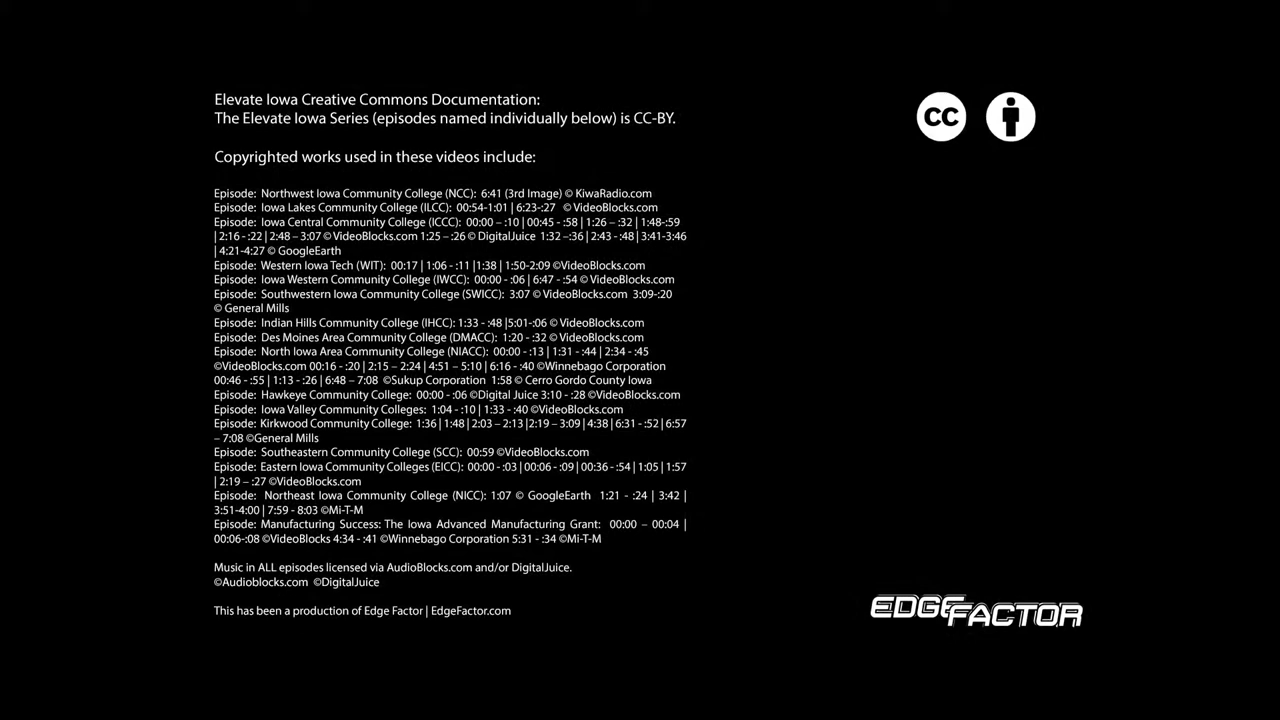 Elevate Iowa Creative Commons Documentation:
The Elevate Iowa Series (episodes named individually below) is CC-BY.
Copyrighted works used in these videos include:
Episode: Northwest Iowa Community College (NCC): 6:41 (3rd Image) © KiwaRadio.com
Episode: Iowa Lakes Community College (ILCC): 00:54-1:01 | 6:23-:27 © VideoBlocks.com
Episode: Iowa Central Community College (ICCC): 00:00 – :10 | 00:45 - :58 | 1:26 – :32 | 1:48-:59
| 2:16 - :22 | 2:48 – 3:07 © VideoBlocks.com 1:25 – :26 © DigitalJuice 1:32 –:36 | 2:43 - :48 | 3:41-3:46
| 4:21-4:27 © GoogleEarth
Episode: Western Iowa Tech (WIT): 00:17 | 1:06 - :11 |1:38 | 1:50-2:09 ©VideoBlocks.com
Episode: Iowa Western Community College (IWCC): 00:00 - :06 | 6:47 - :54 © VideoBlocks.com
Episode: Southwestern Iowa Community College (SWICC): 3:07 © VideoBlocks.com 3:09-:20
© General Mills
Episode: Indian Hills Community College (IHCC): 1:33 - :48 |5:01-:06 © VideoBlocks.com
Episode: Des Moines Area Community College (DMACC): 1:20 - :32 © VideoBlocks.com
Episode: North Iowa Area Community College (NIACC): 00:00 - :13 | 1:31 - :44 | 2:34 - :45
©VideoBlocks.com 00:16 - :20 | 2:15 – 2:24 | 4:51 – 5:10 | 6:16 - :40 ©Winnebago Corporation
00:46 - :55 | 1:13 - :26 | 6:48 – 7:08 ©Sukup Corporation 1:58 © Cerro Gordo County Iowa
Episode: Hawkeye Community College: 00:00 - :06 ©Digital Juice 3:10 - :28 ©VideoBlocks.com
Episode: Iowa Valley Community Colleges: 1:04 - :10 | 1:33 - :40 ©VideoBlocks.com
Episode: Kirkwood Community College: 1:36 | 1:48 | 2:03 – 2:13 |2:19 – 3:09 | 4:38 | 6:31 - :52 | 6:57
– 7:08 ©General Mills
Episode: Southeastern Community College (SCC): 00:59 ©VideoBlocks.com
Episode: Eastern Iowa Community Colleges (EICC): 00:00 - :03 | 00:06 - :09 | 00:36 - :54 | 1:05 | 1:57
| 2:19 – :27 ©VideoBlocks.com
Episode: Northeast Iowa Community College (NICC): 1:07 © GoogleEarth 1:21 - :24 | 3:42 |
3:51-4:00 | 7:59 - 8:03 ©Mi-T-M
Episode: Manufacturing Success: The Iowa Advanced Manufacturing Grant: 00:00 – 00:04 |
00:06-:08 ©VideoBlocks 4:34 - :41 ©Winnebago Corporation 5:31 - :34 ©Mi-T-M
Music in ALL episodes licensed via AudioBlocks.com and/or DigitalJuice.
©Audioblocks.com ©DigitalJuice
This has been a production of Edge Factor | EdgeFactor.com
CC
EDGE FACTOR